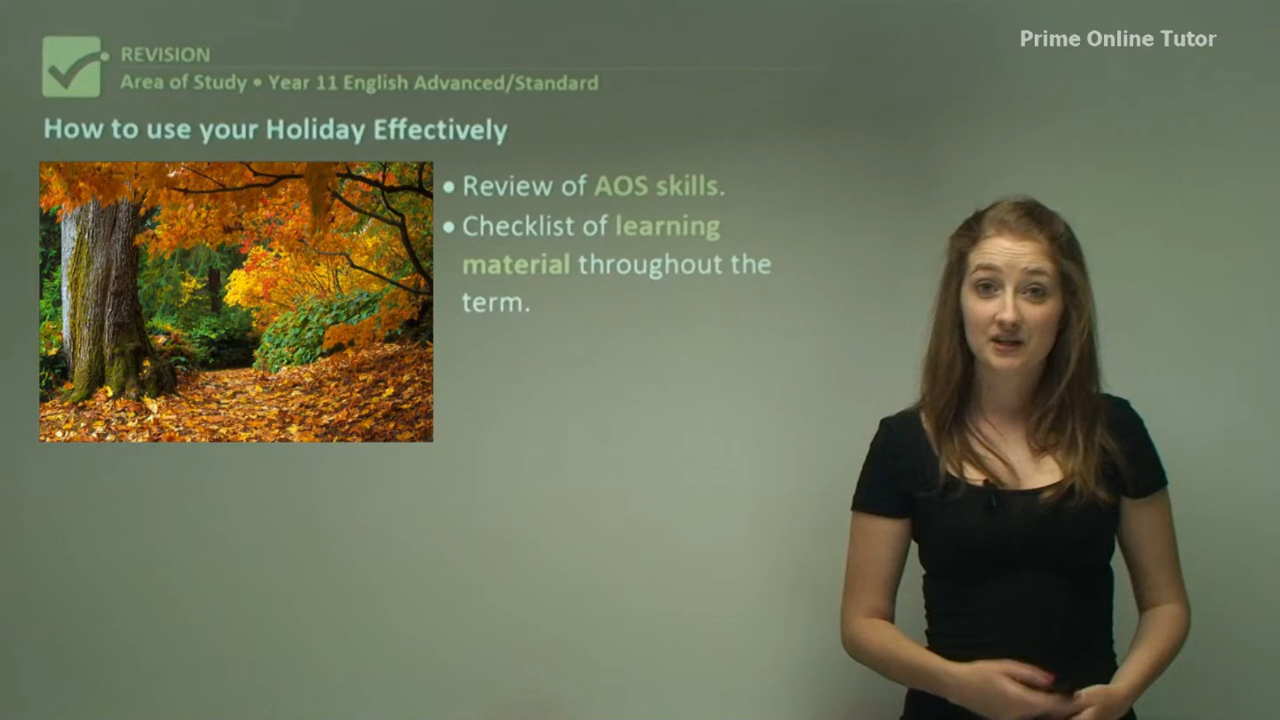 Prime Online Tutor
REVISION
Area of Study • Year 11 English Advanced/Standard
How to use your Holiday Effectively
• Review of AOS skills.
• Checklist of learning
material throughout the
term.